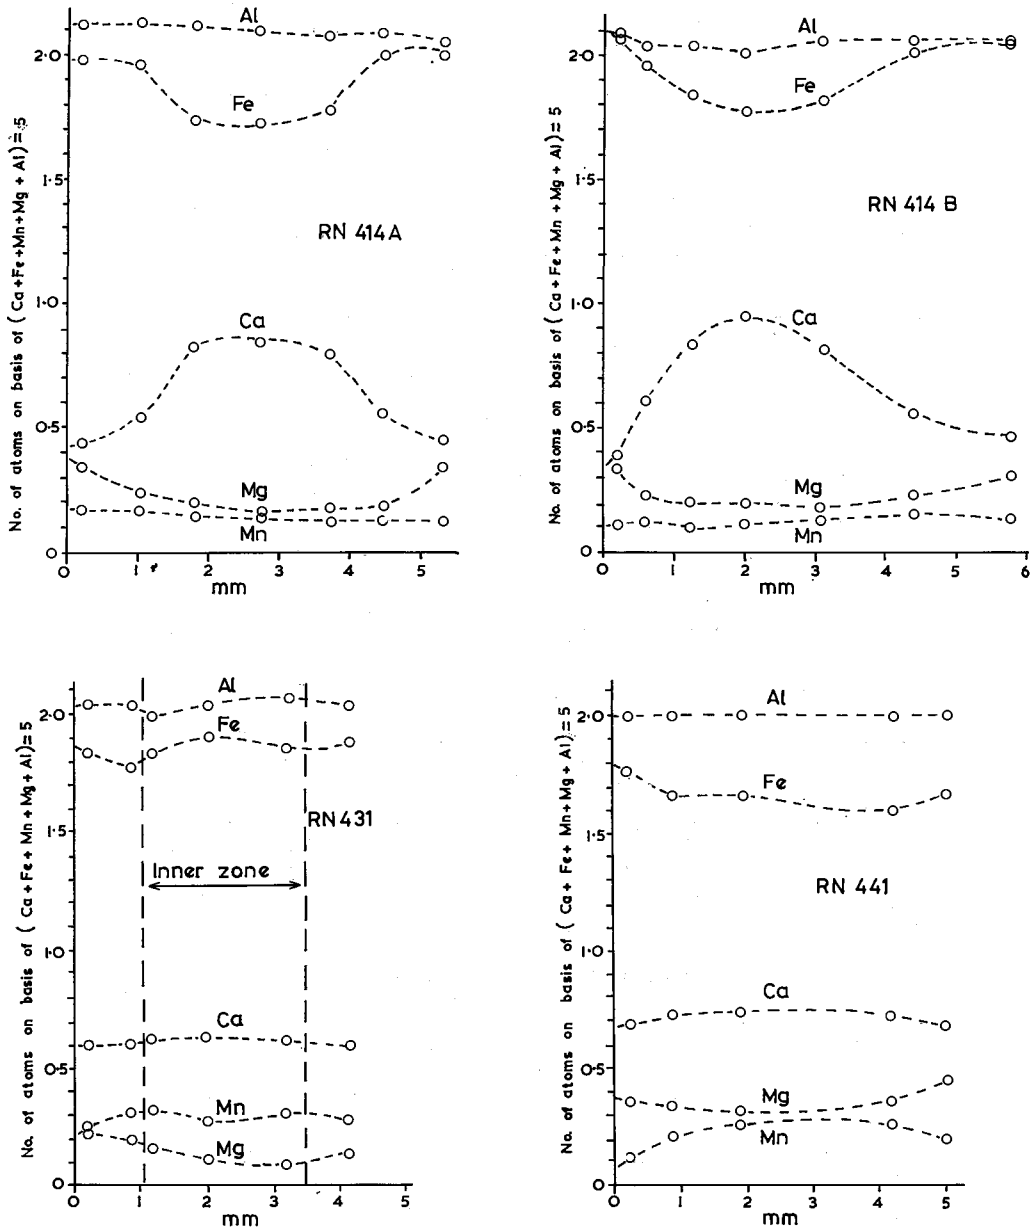 No. of atoms on basis of (Ca+Fe+Mn+Mg+Al)=5
2·0
1·5
1·0
0·5
0
Al
Fe
RN 414A
Ca
Mg
Mn
0 1 2 3 4 5
mm
No. of atoms on basis of (Ca+Fe+Mn+Mg+Al)=5
2·0
1·5
1·0
0·5
0
Al
Fe
RN 414 B
Ca
Mg
Mn
0 1 2 3 4 5 6
mm
No. of atoms on basis of (Ca+Fe+Mn+Mg+Al)=5
2·0
1·5
1·0
0·5
0
Al
Fe
RN 431
Inner zone
Ca
Mn
Mg
0 1 2 3 4 5
mm
No. of atoms on basis of (Ca+Fe+Mn+Mg+Al)=5
2·0
1·5
1·0
0·5
0
Al
Fe
RN 441
Ca
Mg
Mn
0 1 2 3 4 5
mm